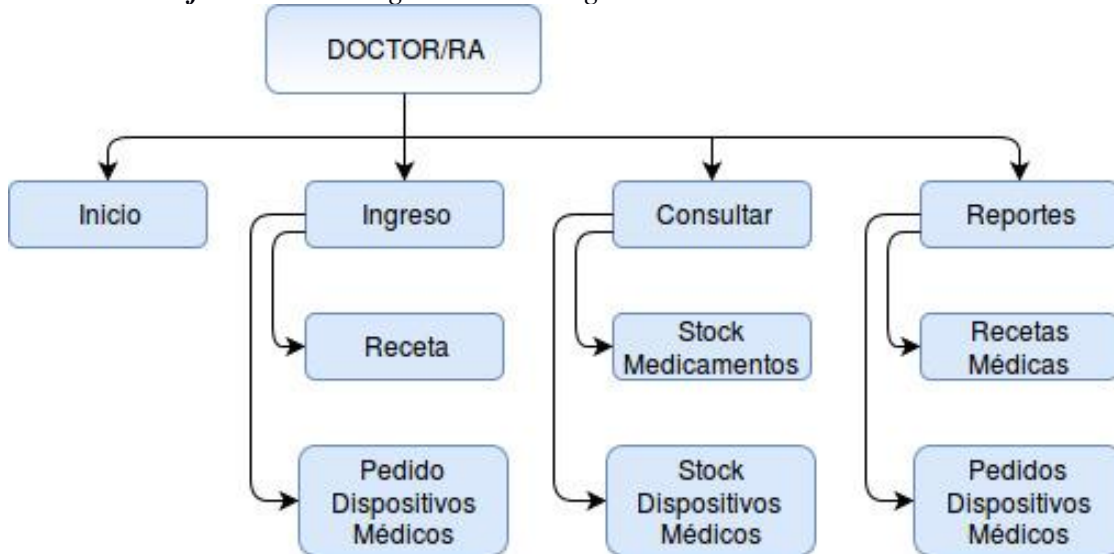 DOCTOR/RA
Inicio
Ingreso
Consultar
Reportes
Receta
Stock
Medicamentos
Recetas
Médicas
Pedido
Dispositivos
Médicos
Stock
Dispositivos
Médicos
Pedidos
Dispositivos
Médicos